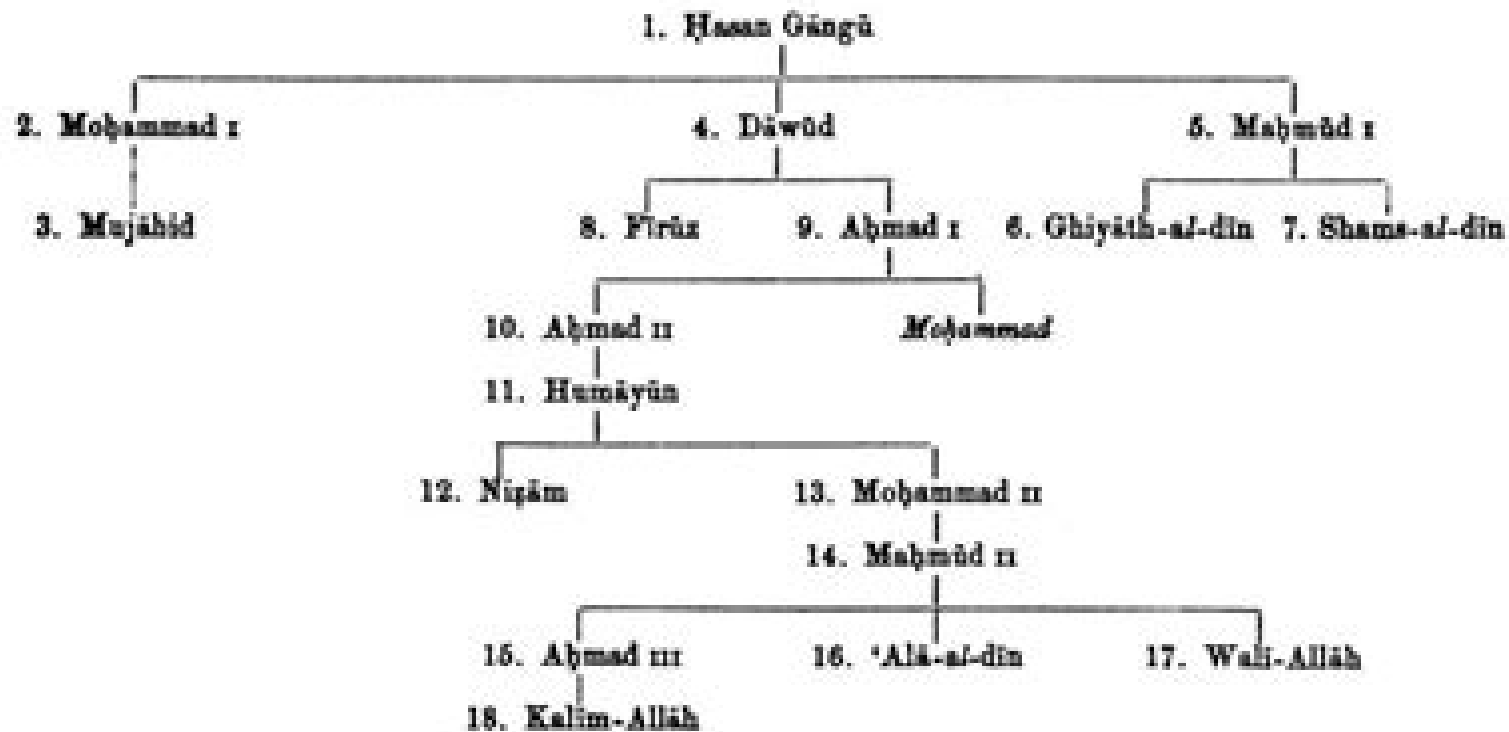 1. Ḥasan Gāngū
2. Moḥammad I 4. Dāwūd 5. Maḥmūd I
3. Mujāhid 8. Fīrūz 9. Aḥmad I 6. Ghiyāth-al-dīn 7. Shams-al-dīn
10. Aḥmad II Moḥammad
11. Humāyūn
12. Niẓām 13. Moḥammad II
14. Maḥmūd II
15. Aḥmad III 16. ‘Alā-al-dīn 17. Walī-Allāh
18. Kalīm-Allāh